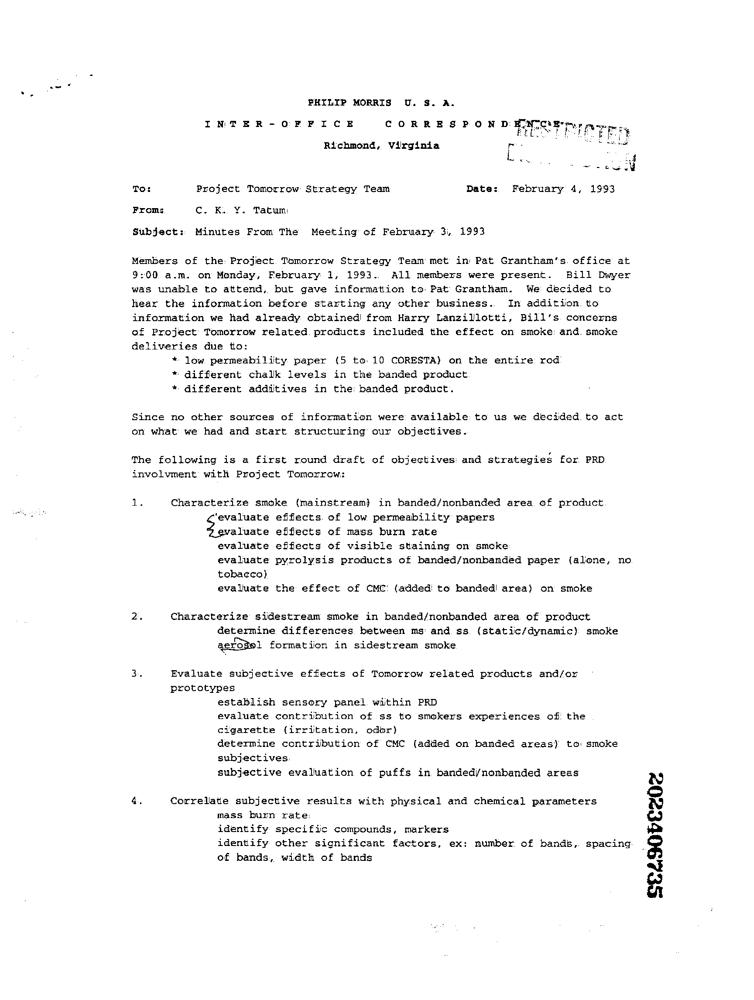 PHILIP MORRIS U. S. A.
INTER-OFFICE CORRESPONDENCE
RESTRICTED
Richmond, Virginia
To: Project Tomorrow Strategy Team Date: February 4, 1993
From: C. K. Y. Tatum
Subject: Minutes From The Meeting of February 3, 1993
Members of the Project Tomorrow Strategy Team met in Pat Grantham's office at
9:00 a.m. on Monday, February 1, 1993. All members were present. Bill Dwyer
was unable to attend, but gave information to Pat Grantham. We decided to
hear the information before starting any other business. In addition to
information we had already obtained from Harry Lanzillotti, Bill's concerns
of Project Tomorrow related products included the effect on smoke and smoke
deliveries due to:
* low permeability paper (5 to 10 CORESTA) on the entire rod
* different chalk levels in the banded product
* different additives in the banded product.
Since no other sources of information were available to us we decided to act
on what we had and start structuring our objectives.
The following is a first round draft of objectives and strategies for PRD
involvment with Project Tomorrow:
1. Characterize smoke (mainstream) in banded/nonbanded area of product
evaluate effects of low permeability papers
evaluate effects of mass burn rate
evaluate effects of visible staining on smoke
evaluate pyrolysis products of banded/nonbanded paper (alone, no
tobacco)
evaluate the effect of CMC (added to banded area) on smoke
2. Characterize sidestream smoke in banded/nonbanded area of product
determine differences between ms and ss (static/dynamic) smoke
aerosol formation in sidestream smoke
3. Evaluate subjective effects of Tomorrow related products and/or
prototypes
establish sensory panel within PRD
evaluate contribution of ss to smokers experiences of the
cigarette (irritation, odor)
determine contribution of CMC (added on banded areas) to smoke
subjectives
subjective evaluation of puffs in banded/nonbanded areas
4. Correlate subjective results with physical and chemical parameters
mass burn rate
identify specific compounds, markers
identify other significant factors, ex: number of bands, spacing
of bands, width of bands
2023406735